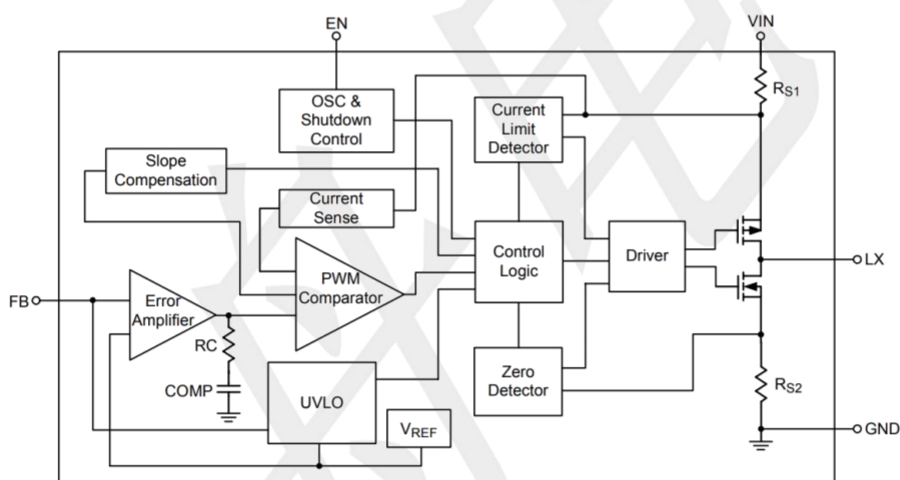 EN
VIN
OSC &
Shutdown
Control
RS1
Current
Limit
Detector
Slope
Compensation
Current
Sense
Control
Logic
Driver
LX
PWM
Comparator
FB
Error
Amplifier
RC
COMP
UVLO
Zero
Detector
RS2
VREF
GND